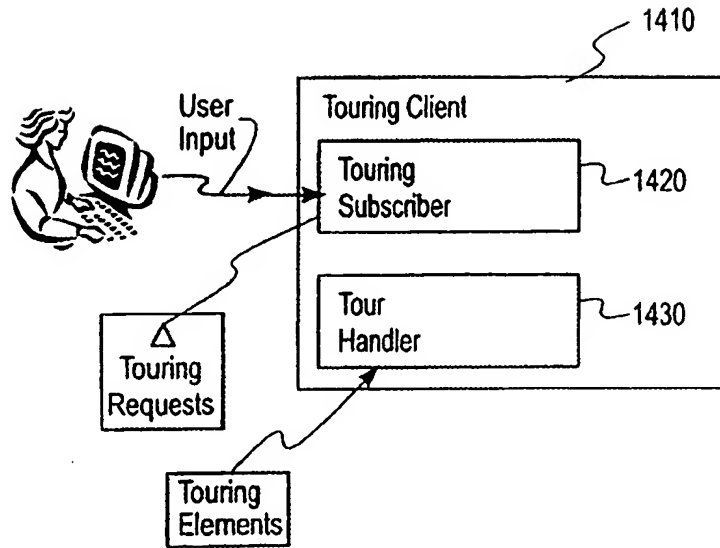 1410
User
Input
Touring Client
Touring
Subscriber
1420
Tour
Handler
1430
Touring
Requests
Touring
Elements